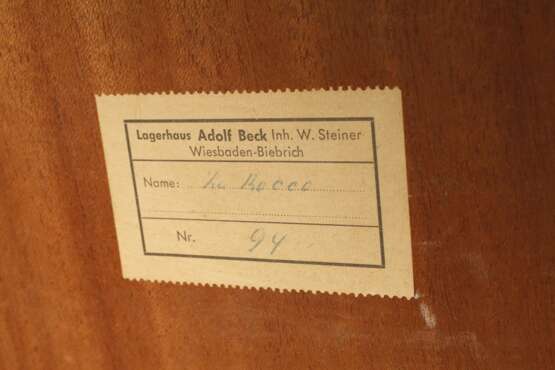 Lagerhaus Adolf Beck Inh. W. Steiner
Wiesbaden-Biebrich
Name:
Nr. 94